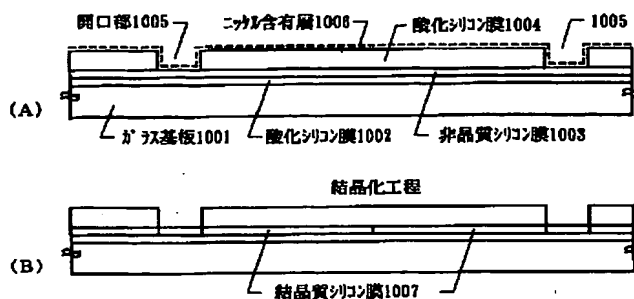 開口部1005 ニッケル含有層1006 酸化シリコン膜1004 1005
(A)
ガラス基板1001 酸化シリコン膜1002 非晶質シリコン膜1003
結晶化工程
(B)
結晶質シリコン膜1007